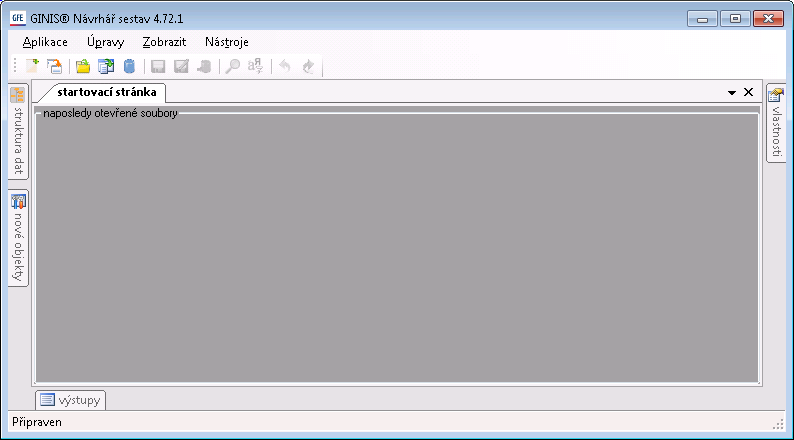 GFE GINIS® Návrhář sestav 4.72.1
Aplikace Úpravy Zobrazit Nástroje
startovací stránka
naposledy otevřené soubory
struktura dat
nové objekty
vlastnosti
výstupy
Připraven